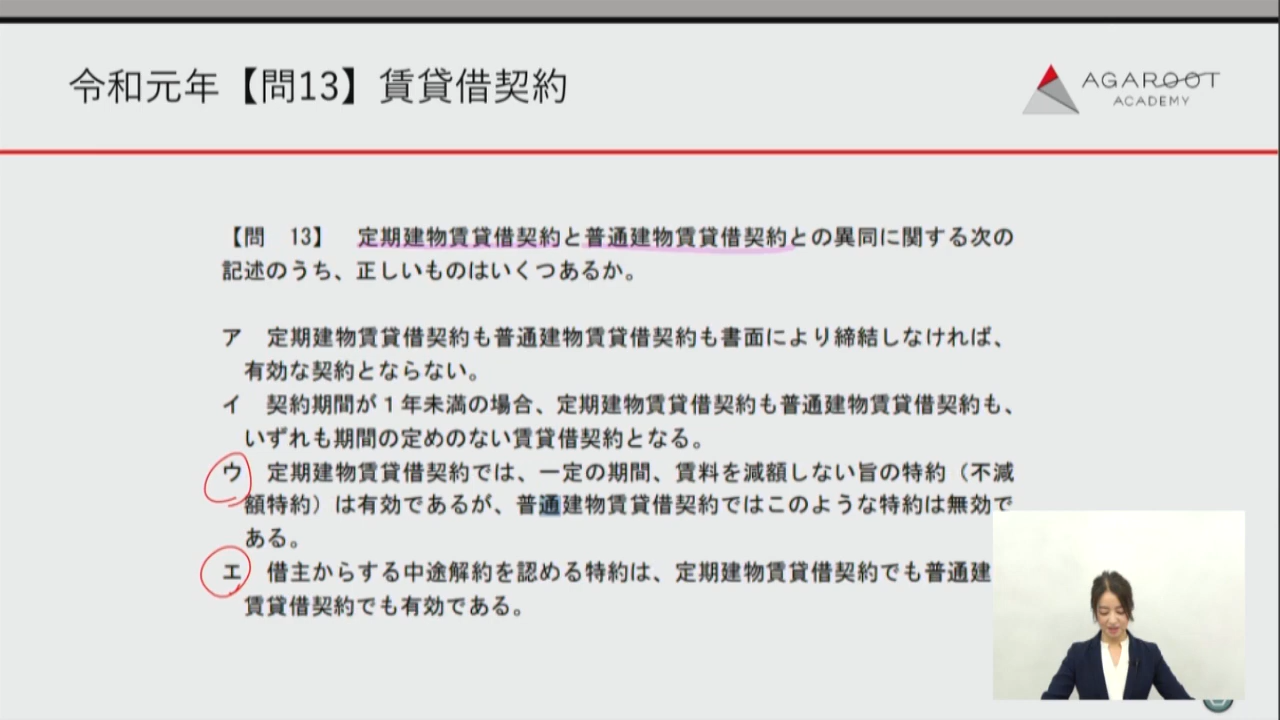 令和元年【問13】賃貸借契約
AGAROOT
ACADEMY
【問 13】 定期建物賃貸借契約と普通建物賃貸借契約との異同に関する次の
記述のうち、正しいものはいくつあるか。
ア 定期建物賃貸借契約も普通建物賃貸借契約も書面により締結しなければ、
有効な契約とならない。
イ 契約期間が1年未満の場合、定期建物賃貸借契約も普通建物賃貸借契約も、
いずれも期間の定めのない賃貸借契約となる。
ウ 定期建物賃貸借契約では、一定の期間、賃料を減額しない旨の特約（不減
額特約）は有効であるが、普通建物賃貸借契約ではこのような特約は無効で
ある。
エ 借主からする中途解約を認める特約は、定期建物賃貸借契約でも普通建
賃貸借契約でも有効である。